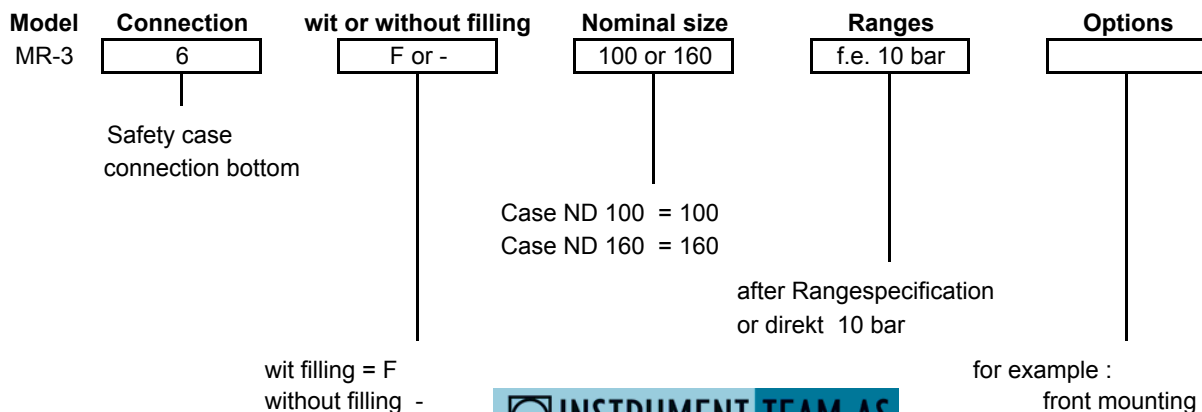 Model Connection wit or without filling Nominal size Ranges Options
MR-3 6 F or - 100 or 160 f.e. 10 bar
Safety case
connection bottom
Case ND 100 = 100
Case ND 160 = 160
after Rangespecification
or direkt 10 bar
wit filling = F
without filling -
for example :
front mounting
INSTRUMENT TEAM AS